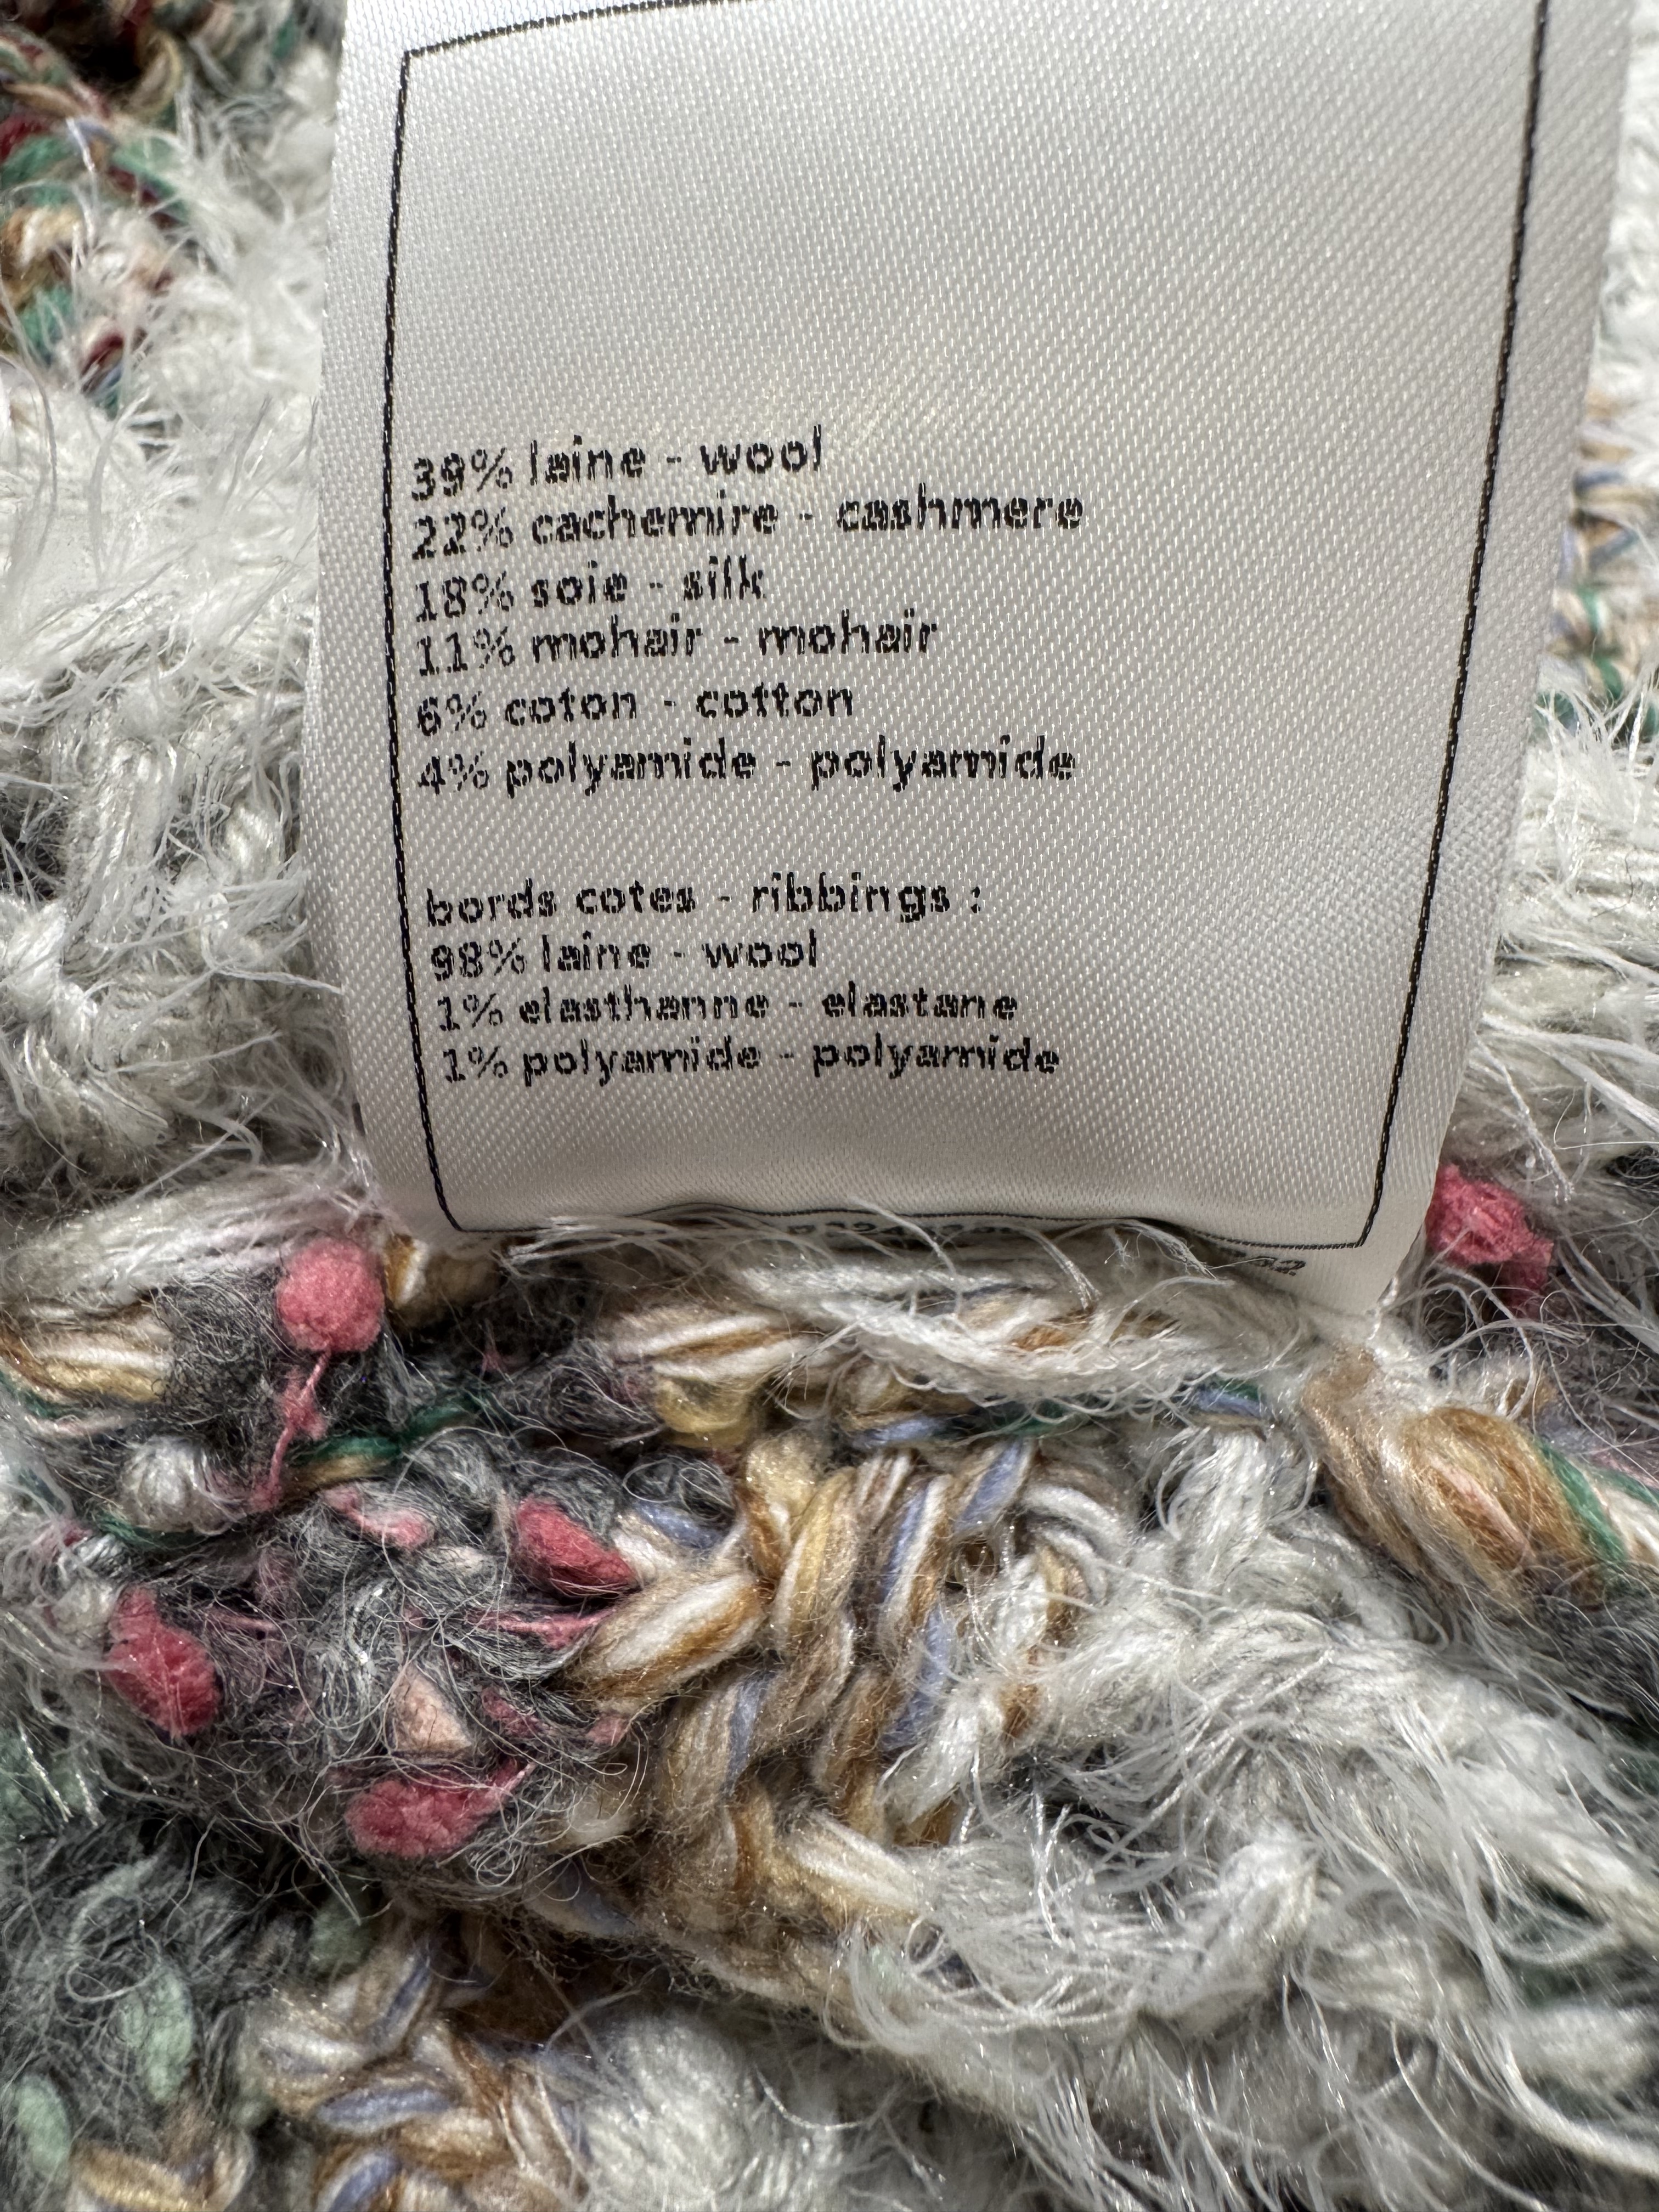 39% laine - wool
22% cachemire - cashmere
18% soie - silk
11% mohair - mohair
6% coton - cotton
4% polyamide - polyamide
bords cotes - ribbings :
98% laine - wool
1% elasthanne - elastane
1% polyamide - polyamide